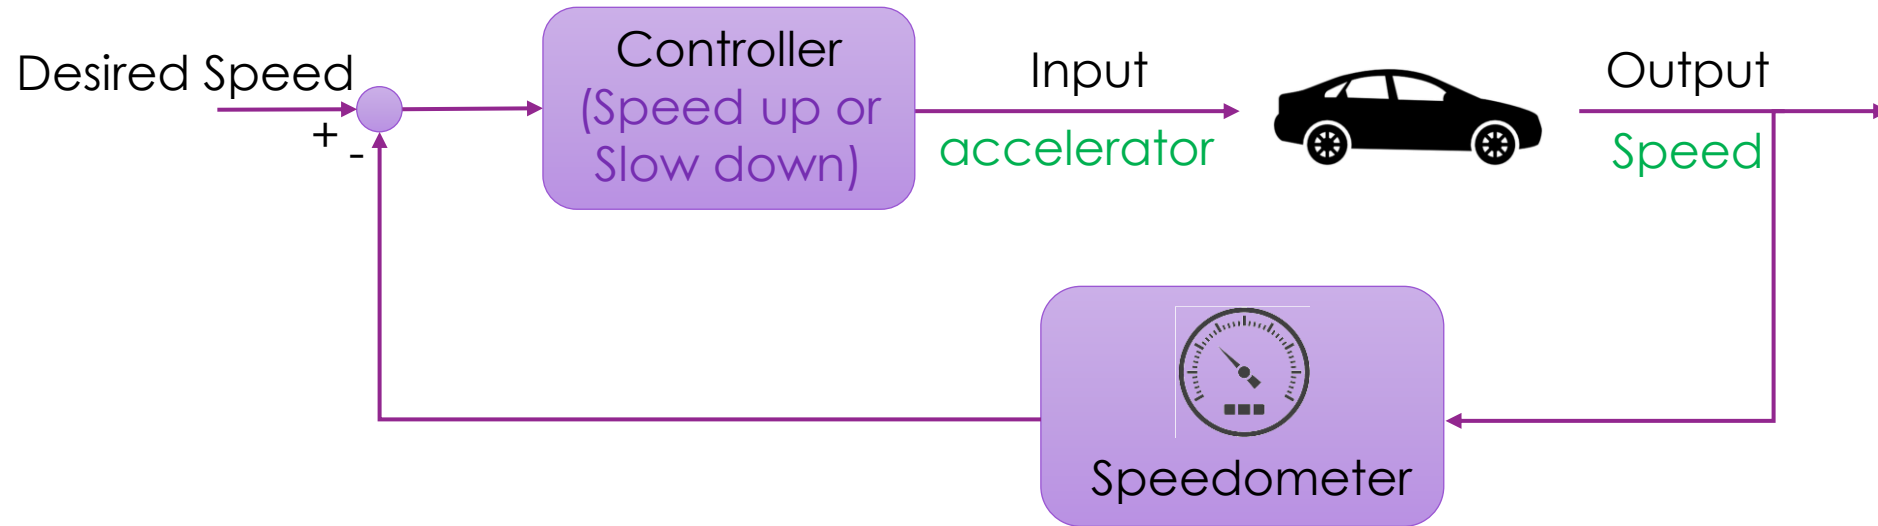 Desired Speed
+
-
Controller
(Speed up or
Slow down)
Input
accelerator
Output
Speed
Speedometer